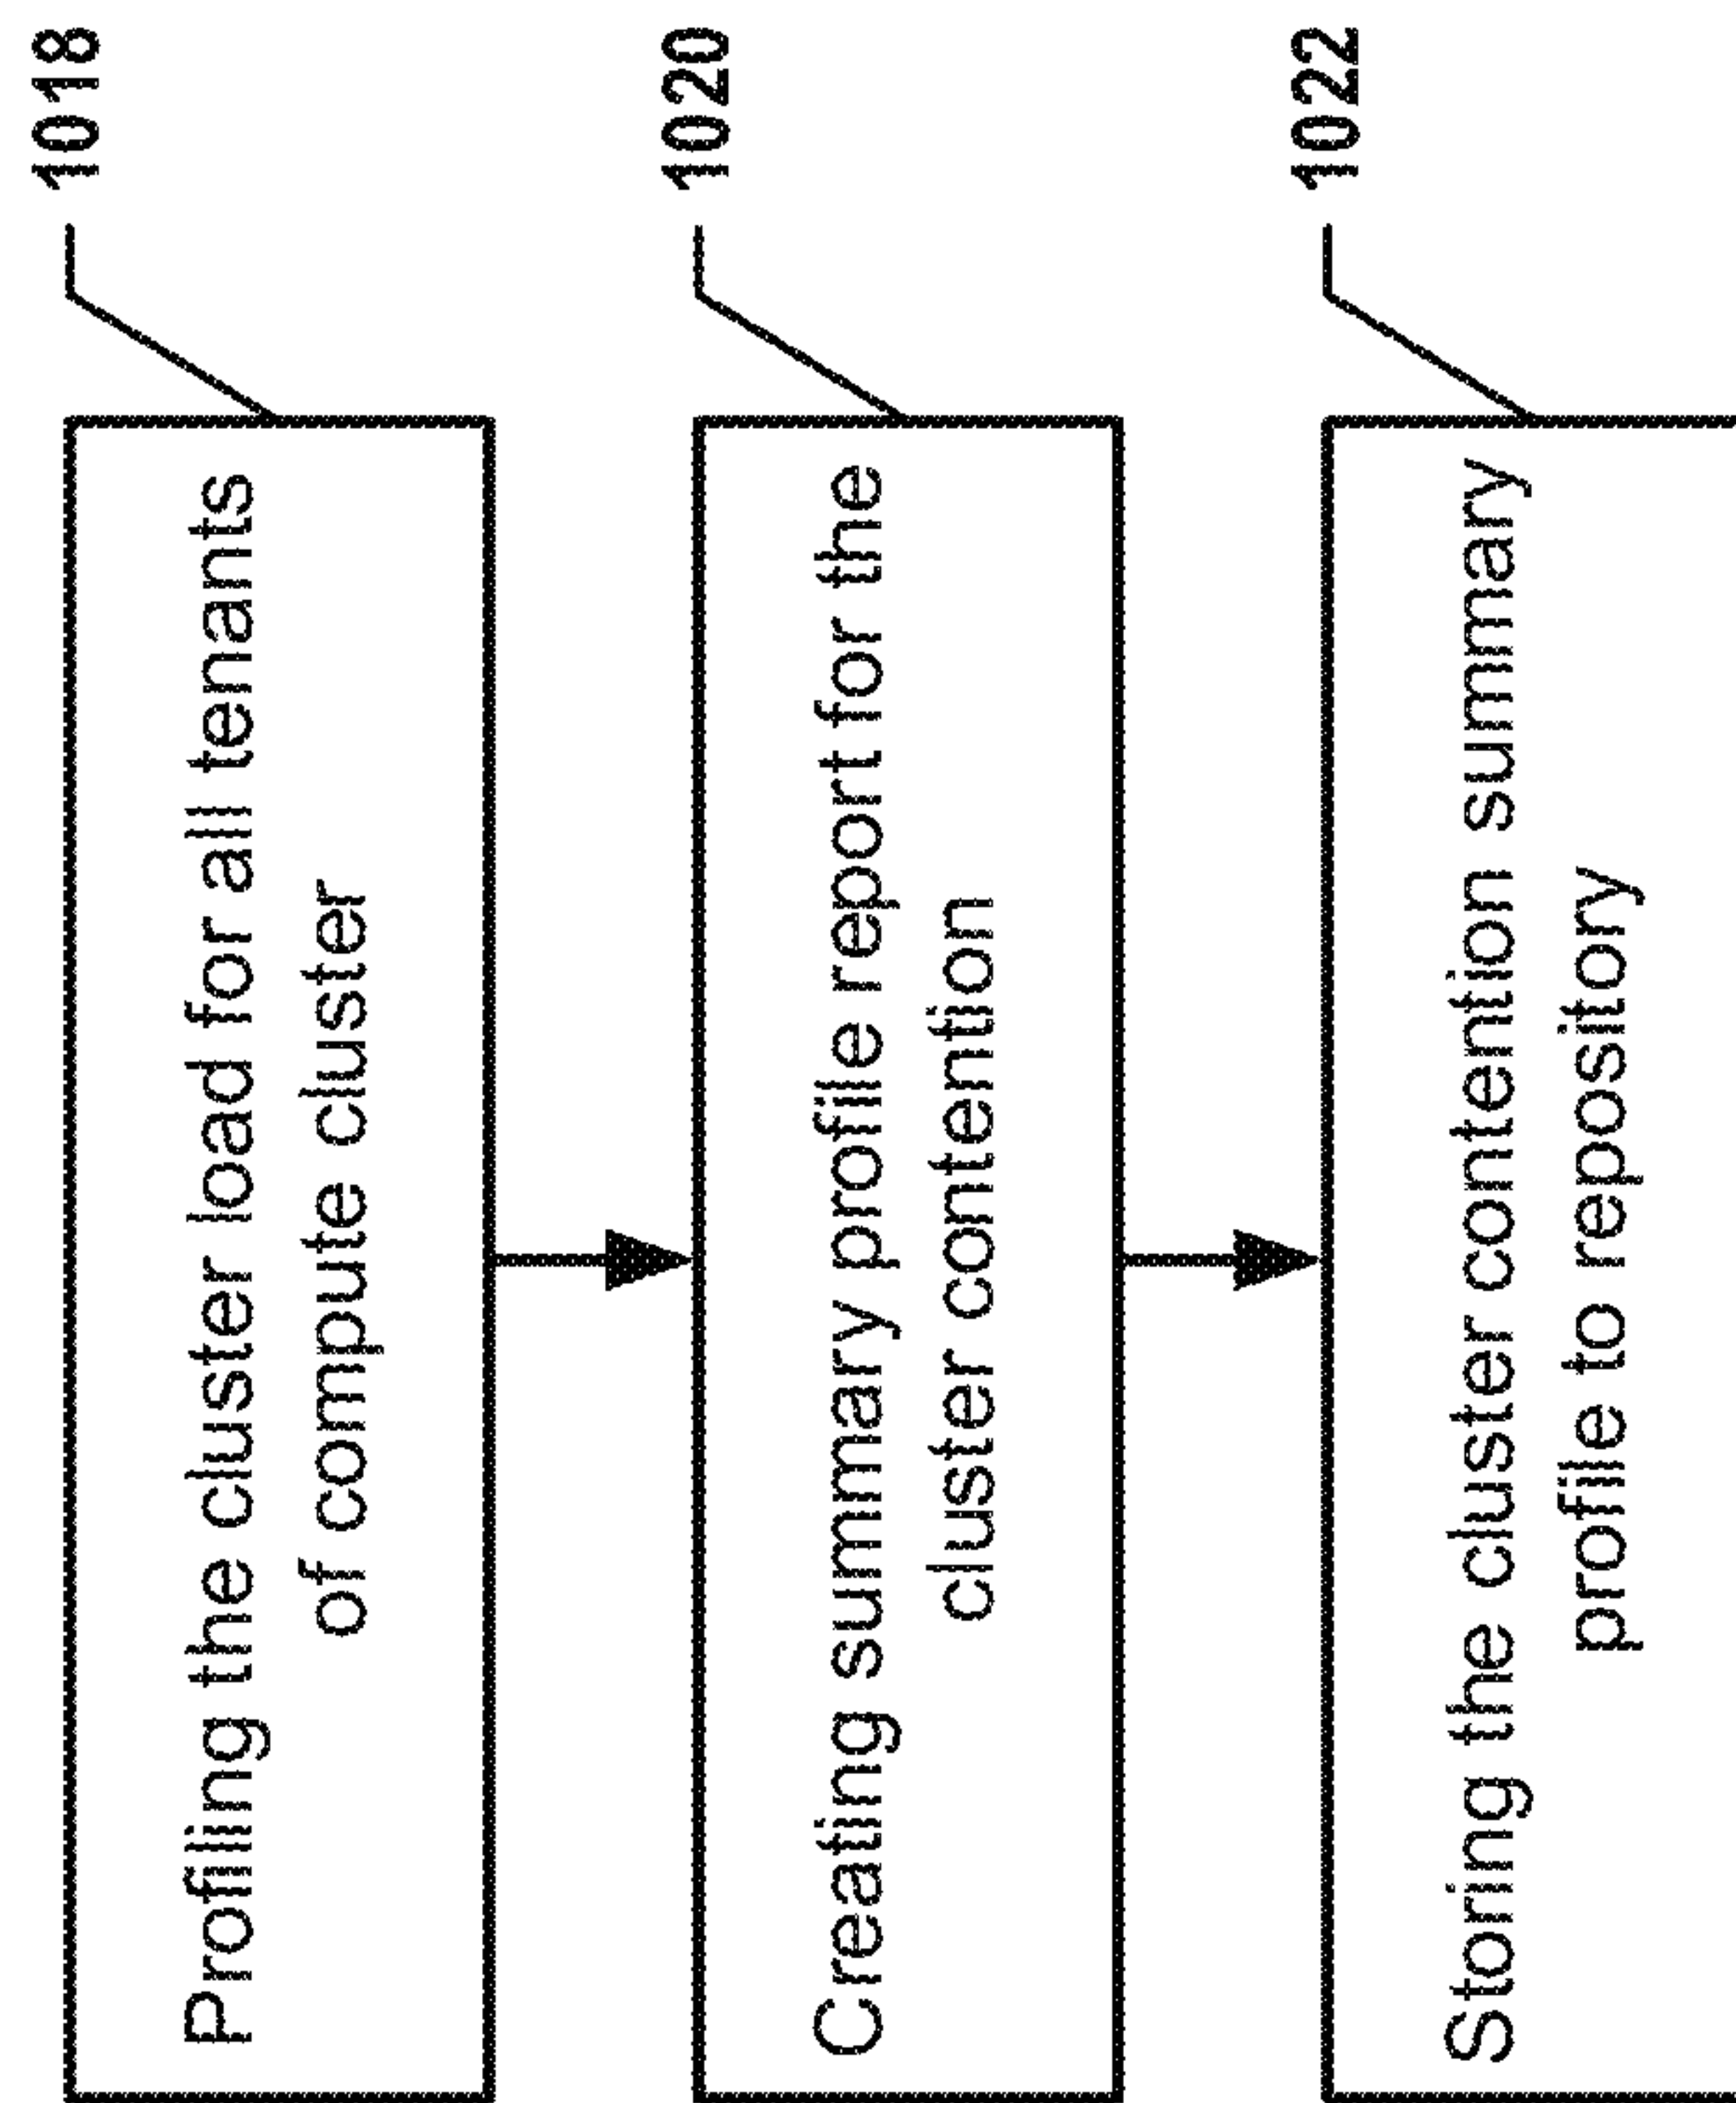 1018
Profiling the cluster load for all tenants
of compute cluster
1020
Creating summary profile report for the
cluster contention
1022
Storing the cluster contention summary
profile to repository